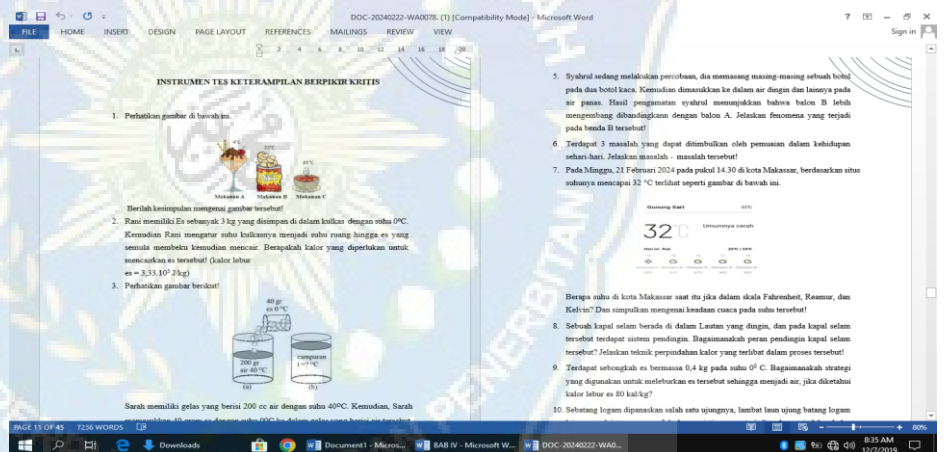 DOC-20240222-WA0078. (1) [Compatibility Mode] - Microsoft Word
Sign in
FILE HOME INSERT DESIGN PAGE LAYOUT REFERENCES MAILINGS REVIEW VIEW
2 4 6 8 10 12 14 16 18 20
INSTRUMEN TES KETERAMPILAN BERPIKIR KRITIS
1. Perhatikan gambar di bawah ini.
Makanan A Makanan B Makanan C
Berilah kesimpulan mengenai gambar tersebut!
2. Rani memiliki Es sebanyak 3 kg yang disimpan di dalam kulkas dengan suhu 0°C.
Kemudian Rani mengatur suhu kulkasnya menjadi suhu ruang hingga es yang
semula membeku kemudian mencair. Berapakah kalor yang diperlukan untuk
mencairkan es tersebut! (kalor lebur
es = 3,33.10⁵ J/kg)
3. Perhatikan gambar berikut!
40 gr
es 0 °C
200 gr
air 40 °C
campuran
t =? °C
(a) (b)
Sarah memiliki gelas yang berisi 200 cc air dengan suhu 40°C. Kemudian, Sarah
5. Syahrul sedang melakukan percobaan, dia memasang masing-masing sebuah botol
pada dua botol kaca. Kemudian dimasukkan ke dalam air dingin dan lainnya pada
air panas. Hasil pengamatan syahrul menunjukkan bahwa balon B lebih
mengembang dibandingkann dengan balon A. Jelaskan fenomena yang terjadi
pada benda B tersebut!
6. Terdapat 3 masalah yang dapat ditimbulkan oleh pemuaian dalam kehidupan
sehari-hari. Jelaskan masalah - masalah tersebut!
7. Pada Minggu, 21 Februari 2024 pada pukul 14.30 di kota Makassar, berdasarkan situs
suhunya mencapai 32 °C terlihat seperti gambar di bawah ini.
Gunung Sari
32°C Umumnya cerah
Berapa suhu di kota Makassar saat itu jika dalam skala Fahrenheit, Reamur, dan
Kelvin? Dan simpulkan mengenai keadaan cuaca pada suhu tersebut!
8. Sebuah kapal selam berada di dalam Lautan yang dingin, dan pada kapal selam
tersebut terdapat sistem pendingin. Bagaimanakah peran pendingin kapal selam
tersebut? Jelaskan teknik perpindahan kalor yang terlibat dalam proses tersebut!
9. Terdapat sebongkah es bermassa 0,4 kg pada suhu 0⁰ C. Bagaimanakah strategi
yang digunakan untuk meleburkan es tersebut sehingga menjadi air, jika diketahui
kalor lebur es 80 kal/kg?
10. Sebatang logam dipanaskan salah satu ujungnya, lambat laun ujung batang logam
PAGE 11 OF 45 7236 WORDS 80%
Downloads Document1 - Micros... BAB IV - Microsoft W... DOC-20240222-WA0...
8:35 AM
12/7/2019